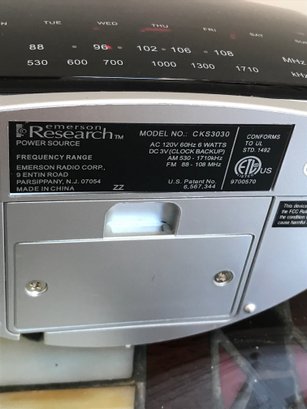 TUE WED THU FRI SAT Sun
88 96 102 106 108 MHz
530 600 700 1000 1300 1710 kHz
emerson
Research™
MODEL NO.: CKS3030
POWER SOURCE
AC 120V 60Hz 6 WATTS
DC 3V (CLOCK BACKUP)
FREQUENCY RANGE
AM 530 - 1710kHz
FM 88 - 108 MHz
EMERSON RADIO CORP.
9 ENTIN ROAD
PARSIPPANY, N.J. 07054
MADE IN CHINA ZZ
U.S. Patent No.
6,567,344
CONFORMS
TO UL
STD. 1492
ETL US
9700670
This device
the FCC Rul
the condition
cause